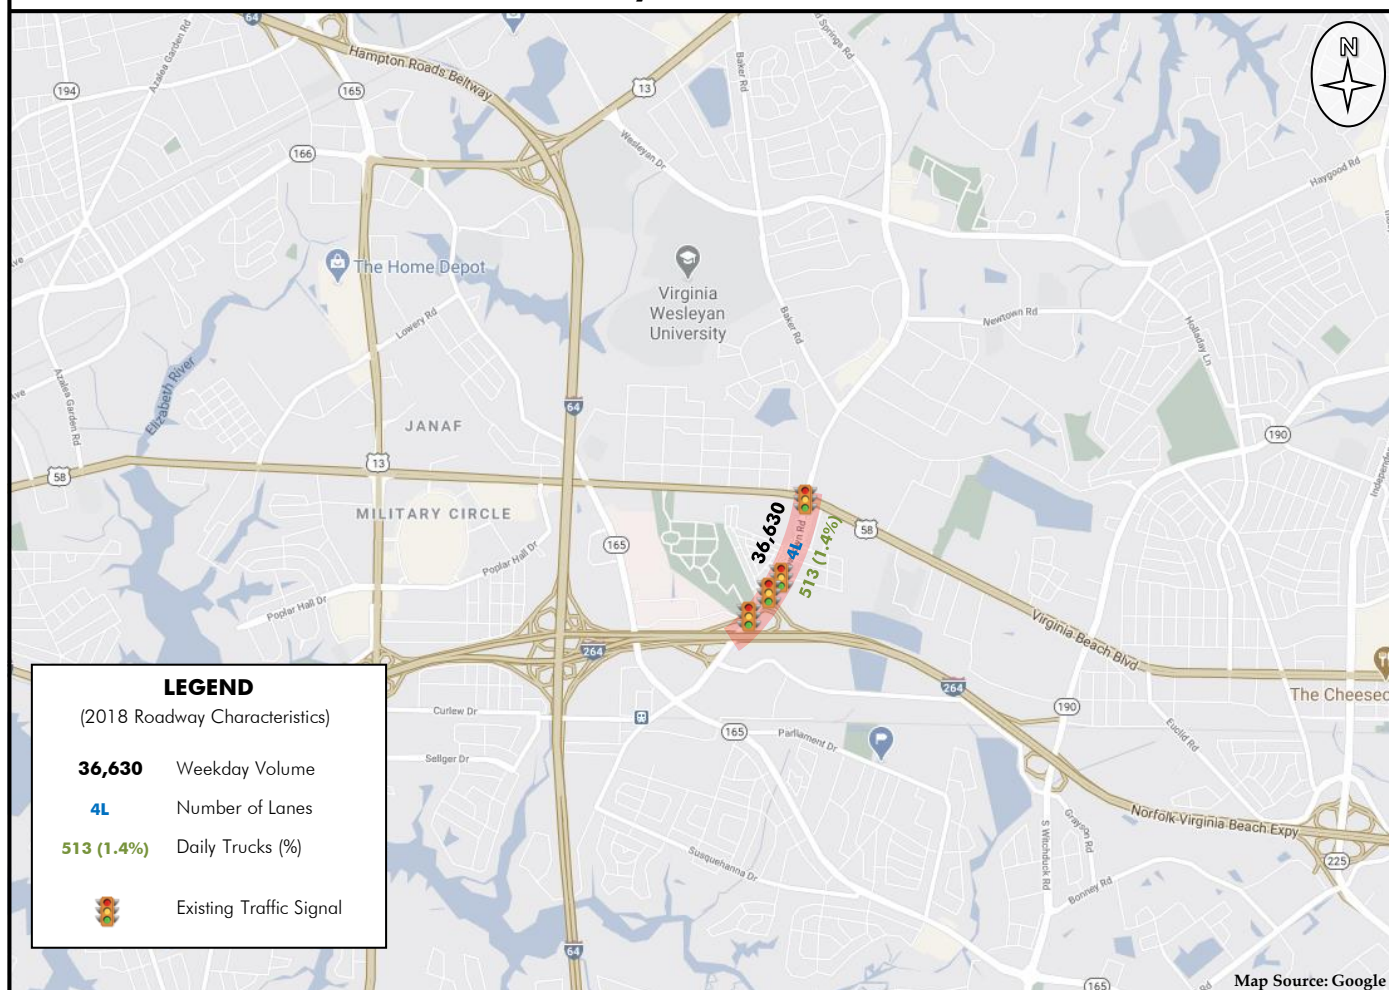 64
Hampton Roads Beltway
Azalea Garden Rd
194
165
13
Baker Rd
d Springs Rd
N
166
Wesleyan Dr
Haygood Rd
The Home Depot
Virginia
Wesleyan
University
Lowery Rd
Baker Rd
Newtown Rd
Holladay Ln
Elizabeth River
Azalea Garden Rd
64
JANAF
190
58
13
MILITARY CIRCLE
165
36,630
4L
wn Rd
513 (1.4%)
58
Poplar Hall Dr
Poplar Hall Dr
Virginia Beach Blvd
264
264
The Cheesec
190
Euclid Rd
Curlew Dr
165
Parliament Dr
Sellger Dr
Norfolk-Virginia Beach Expy
S Witchduck Rd
Grayson Rd
225
Susquehanna Dr
Bonney Rd
64
165
Rd
LEGEND
(2018 Roadway Characteristics)
36,630 Weekday Volume
4L Number of Lanes
513 (1.4%) Daily Trucks (%)
Existing Traffic Signal
Map Source: Google